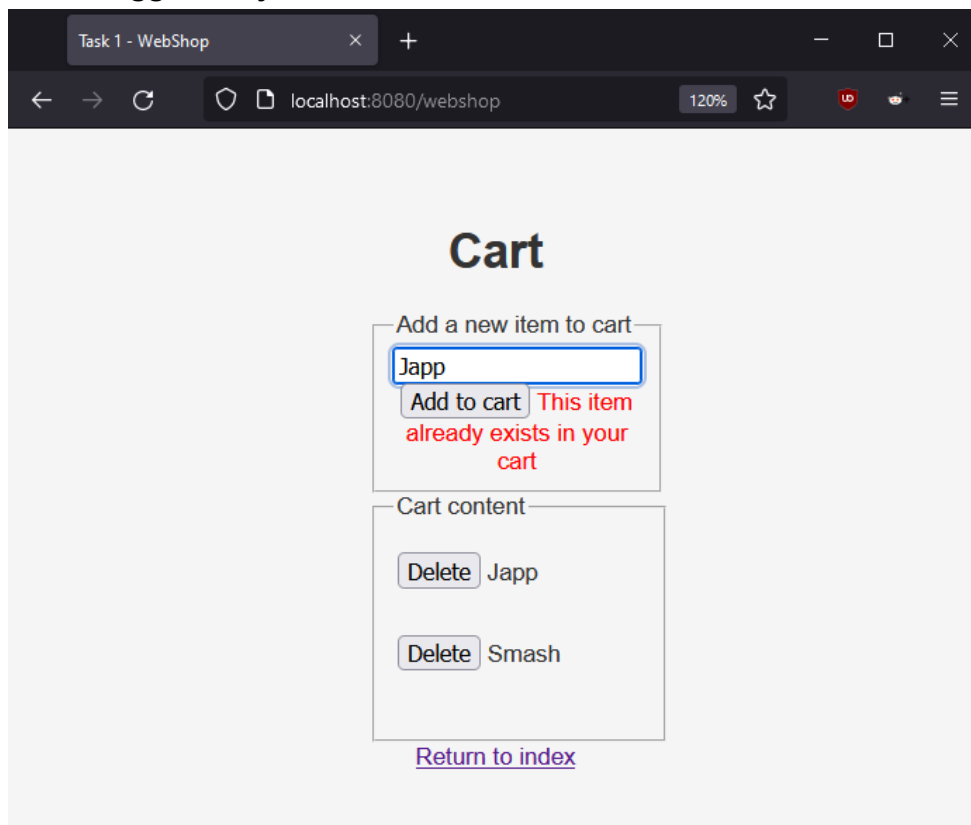 Task 1 - WebShop
localhost:8080/webshop
120%
Cart
Add a new item to cart
Japp
Add to cart This item
already exists in your
cart
Cart content
Delete Japp
Delete Smash
Return to index